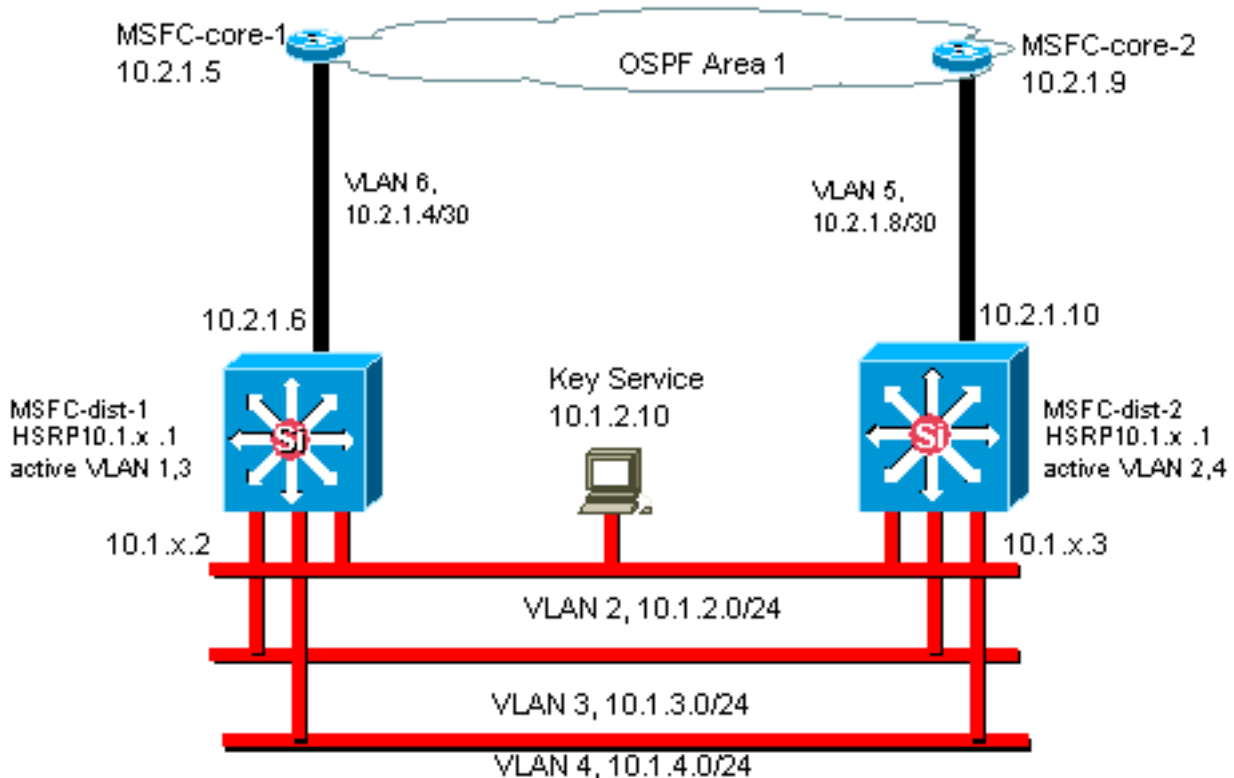 MSFC-core-1
10.2.1.5
OSPF Area 1
MSFC-core-2
10.2.1.9
VLAN 6,
10.2.1.4/30
VLAN 5,
10.2.1.8/30
10.2.1.6
10.2.1.10
MSFC-dist-1
HSRP10.1.x .1
active VLAN 1,3
Si
Key Service
10.1.2.10
Si
MSFC-dist-2
HSRP10.1.x .1
active VLAN 2,4
10.1.x.2
10.1.x.3
VLAN 2, 10.1.2.0/24
VLAN 3, 10.1.3.0/24
VLAN 4, 10.1.4.0/24